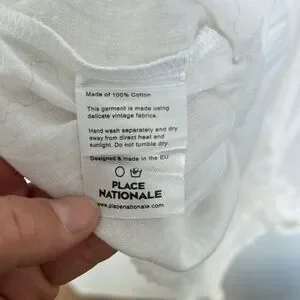 Made of 100% Cotton
This garment is made using
delicate vintage fabrics.
Hand wash separately and dry
away from direct heat and
sunlight. Do not tumble dry.
Designed & made in the EU
PLACE
NATIONALE
www.placenationale.com